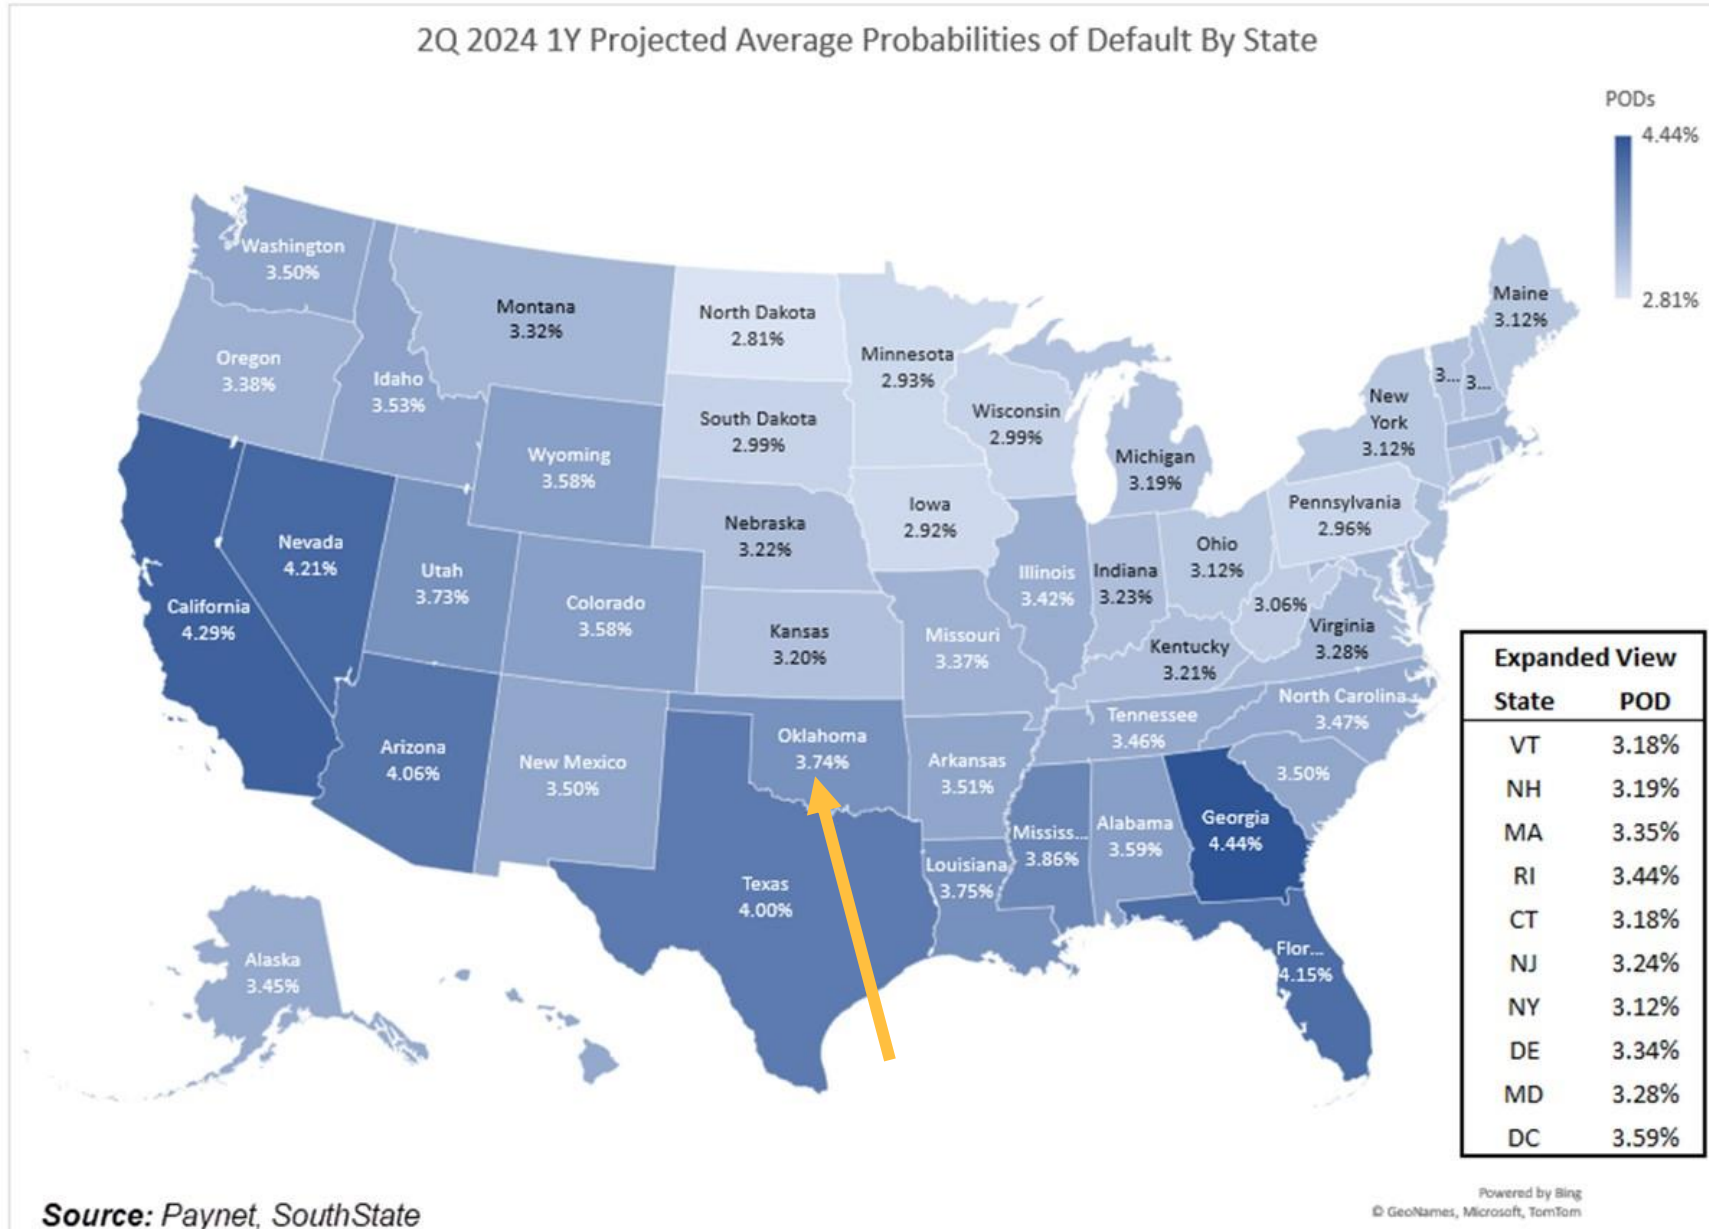 2Q 2024 1Y Projected Average Probabilities of Default By State
PODs
4.44%
2.81%
Washington
3.50%
Oregon
3.38%
Idaho
3.53%
Montana
3.32%
North Dakota
2.81%
Minnesota
2.93%
South Dakota
2.99%
Wisconsin
2.99%
Wyoming
3.58%
Michigan
3.19%
Maine
3.12%
3...
3...
New
York
3.12%
Pennsylvania
2.96%
Iowa
2.92%
Nebraska
3.22%
Nevada
4.21%
Utah
3.73%
California
4.29%
Colorado
3.58%
Kansas
3.20%
Missouri
3.37%
Illinois
3.42%
Indiana
3.23%
Ohio
3.12%
3.06%
Virginia
3.28%
Kentucky
3.21%
North Carolina
3.47%
Tennessee
3.46%
3.50%
Arizona
4.06%
New Mexico
3.50%
Oklahoma
3.74%
Arkansas
3.51%
Mississ...
3.86%
Alabama
3.59%
Georgia
4.44%
Louisiana
3.75%
Texas
4.00%
Flor...
4.15%
Alaska
3.45%
Expanded View
State POD
VT 3.18%
NH 3.19%
MA 3.35%
RI 3.44%
CT 3.18%
NJ 3.24%
NY 3.12%
DE 3.34%
MD 3.28%
DC 3.59%
Powered by Bing
© GeoNames, Microsoft, TomTom
Source: Paynet, SouthState